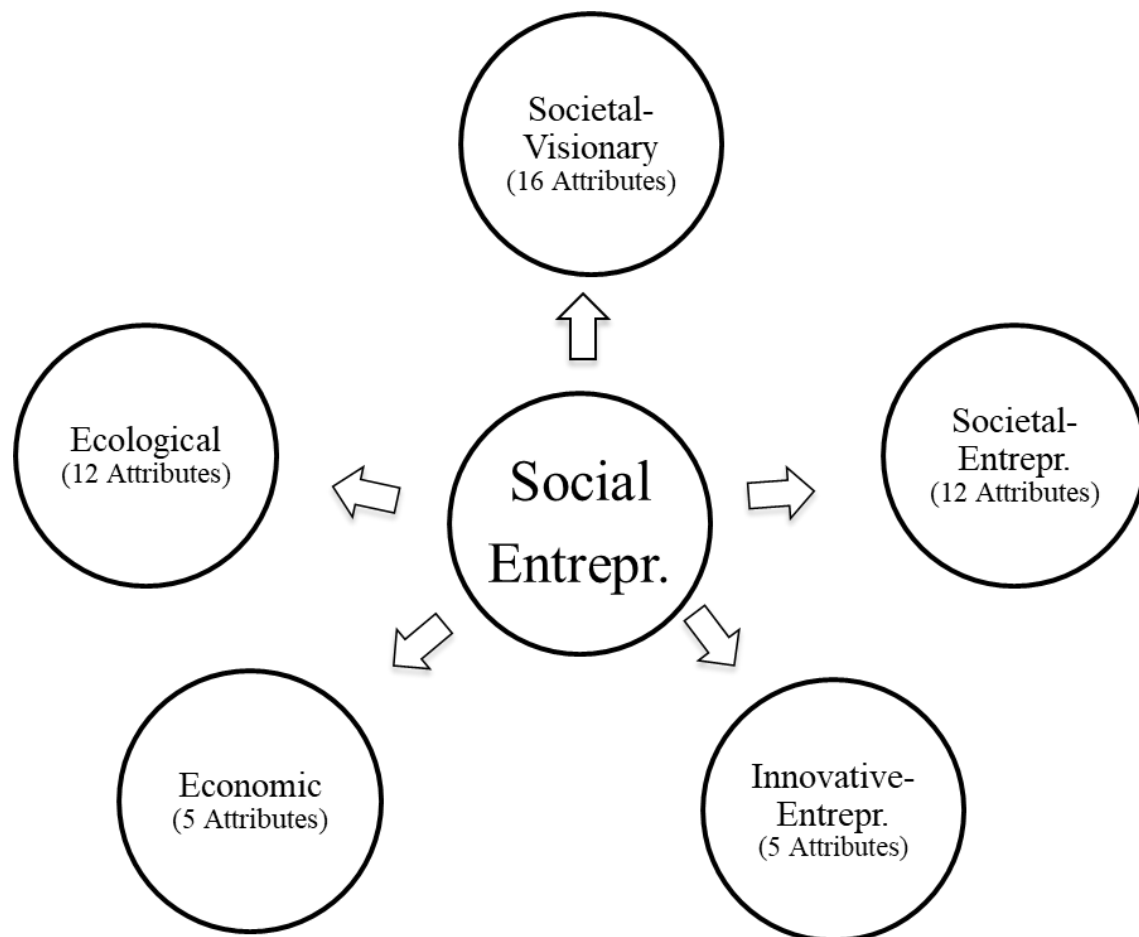 Societal-
Visionary
(16 Attributes)
Ecological
(12 Attributes)
Social
Entrepr.
Societal-
Entrepr.
(12 Attributes)
Economic
(5 Attributes)
Innovative-
Entrepr.
(5 Attributes)